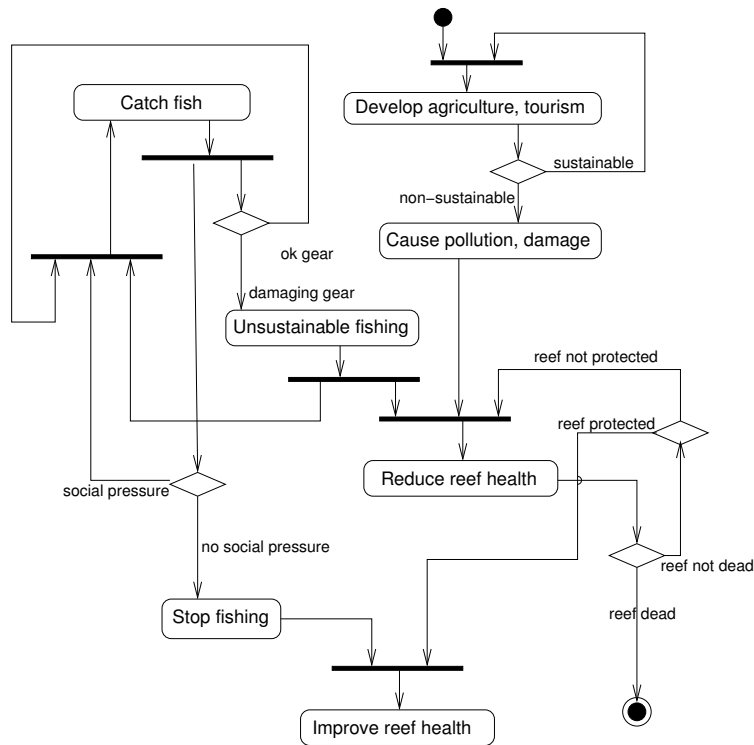 Catch fish
Develop agriculture, tourism
sustainable
non−sustainable
Cause pollution, damage
ok gear
damaging gear
Unsustainable fishing
reef not protected
reef protected
Reduce reef health
social pressure
no social pressure
reef not dead
Stop fishing
reef dead
Improve reef health